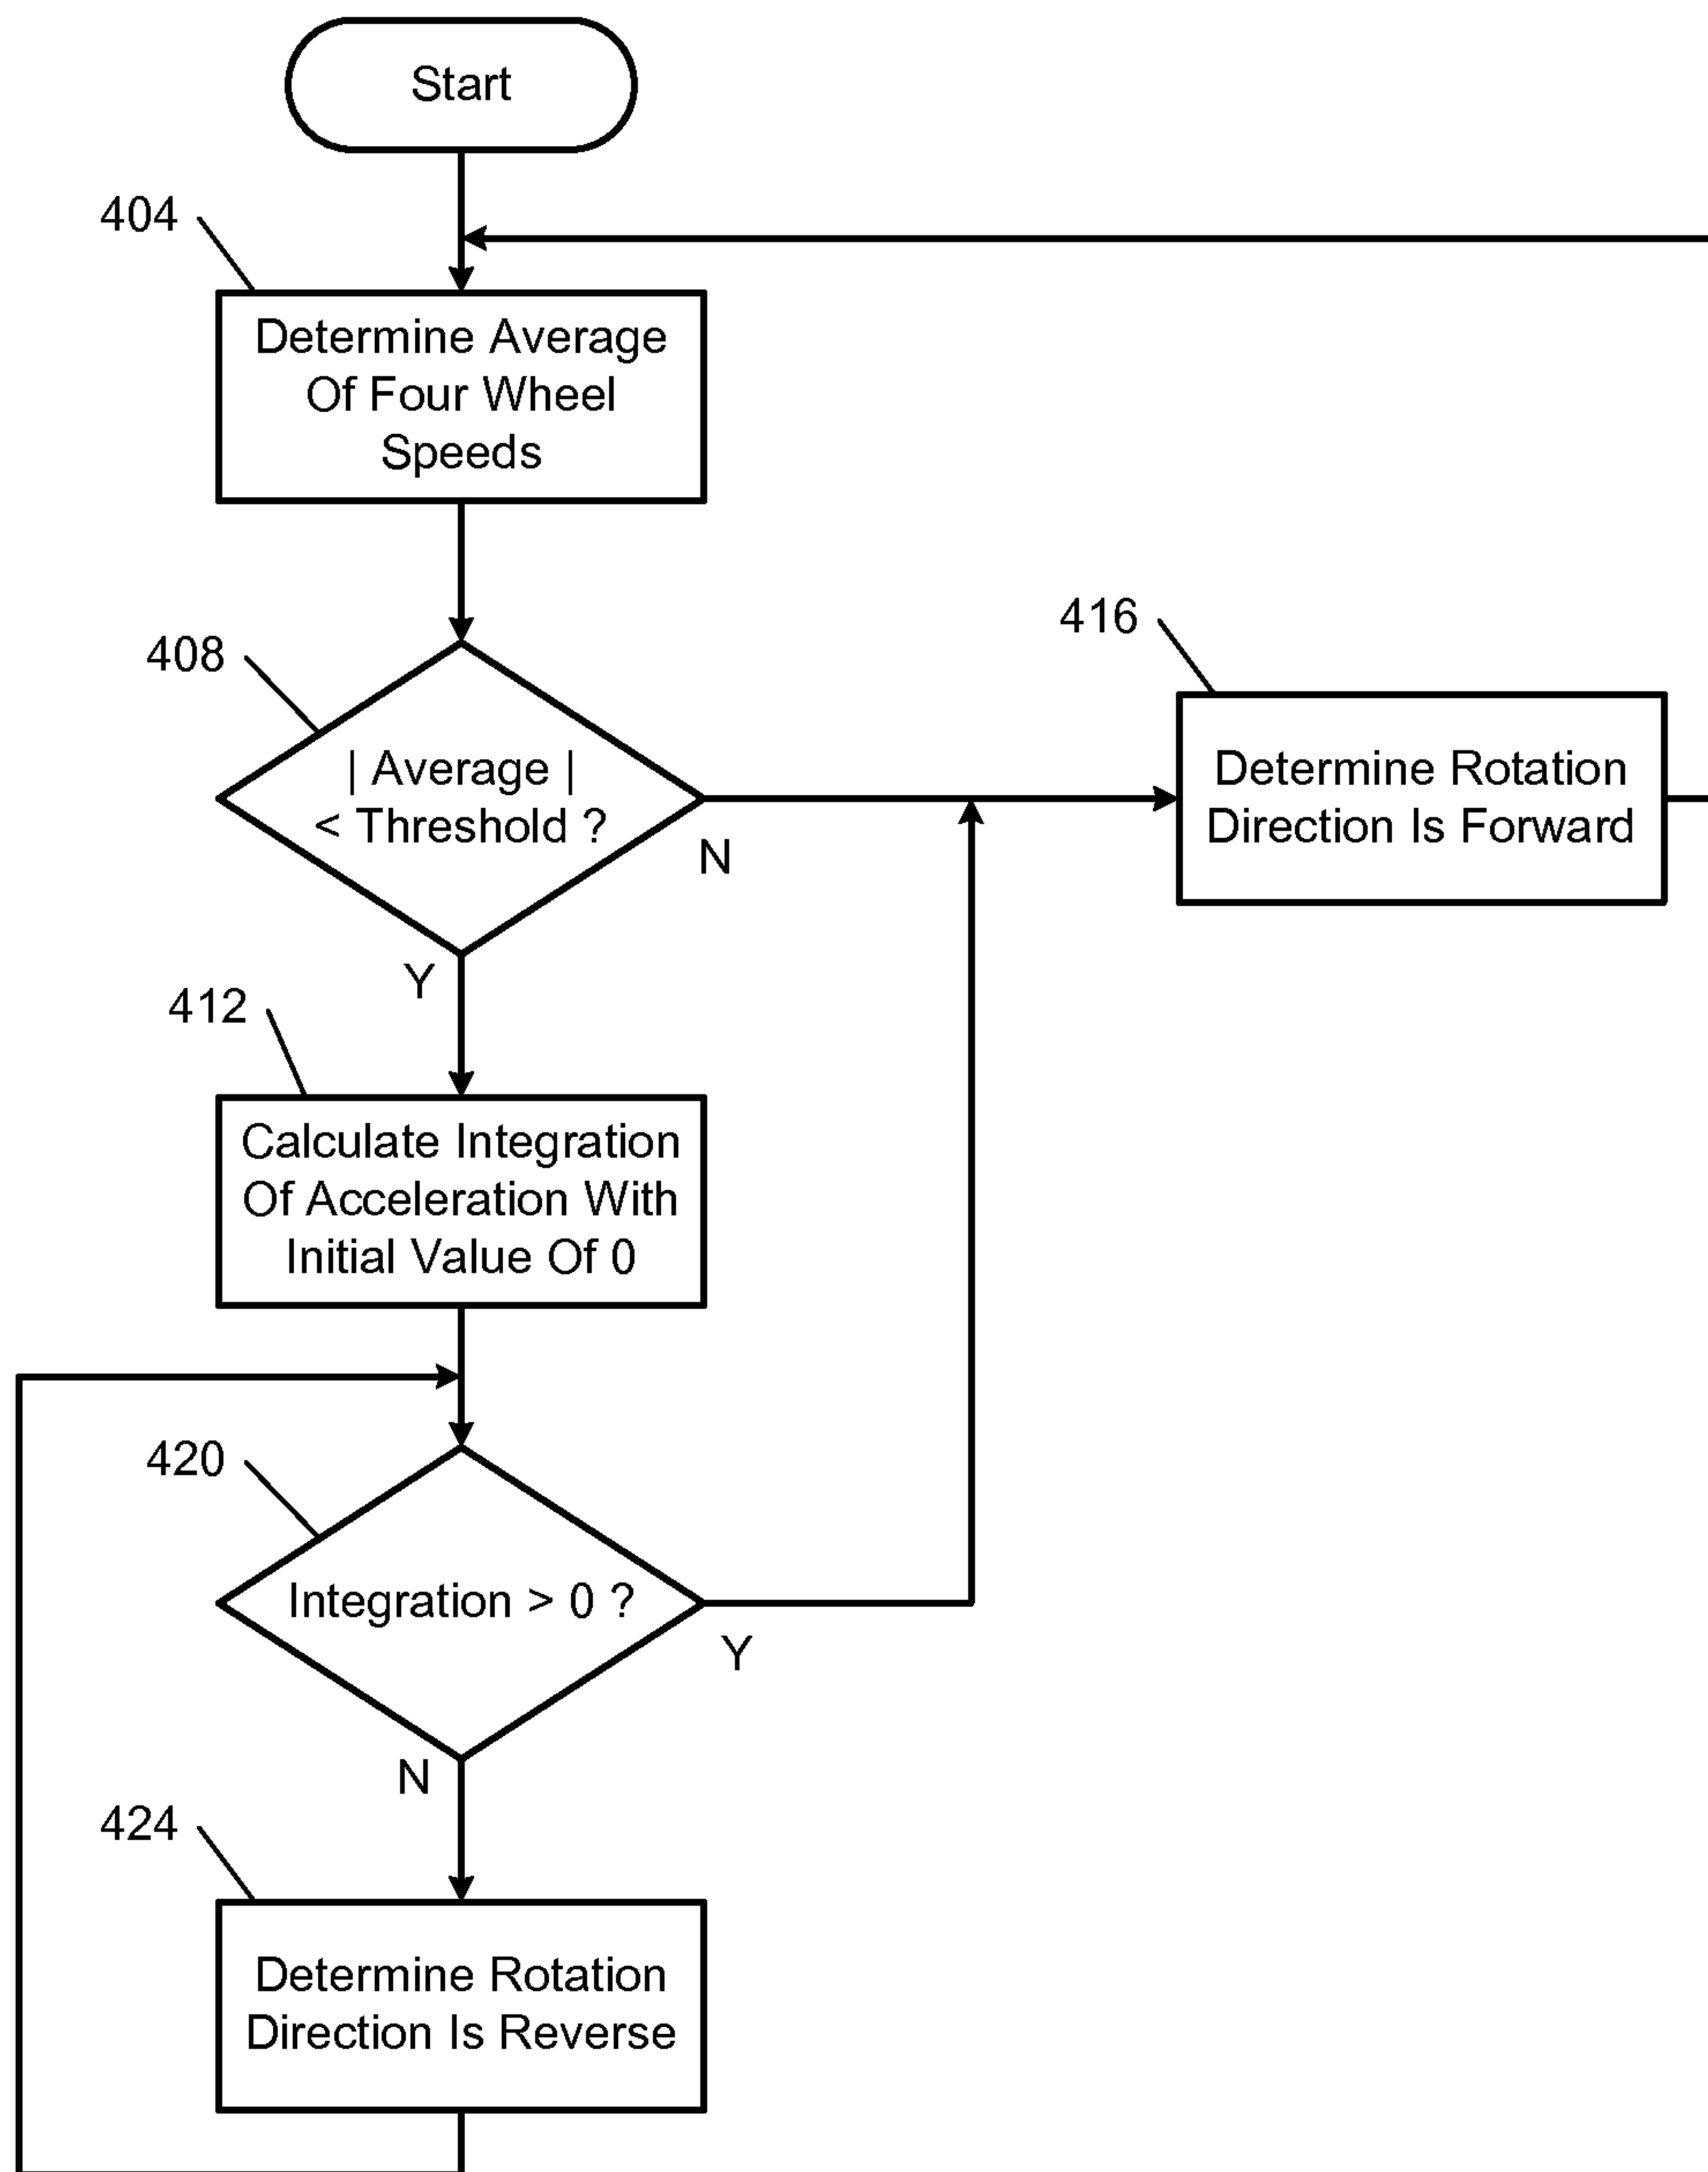 Start
404
Determine Average
Of Four Wheel
Speeds
408
| Average |
< Threshold ?
N
Y
416
Determine Rotation
Direction Is Forward
412
Calculate Integration
Of Acceleration With
Initial Value Of 0
420
Integration > 0 ?
Y
N
424
Determine Rotation
Direction Is Reverse